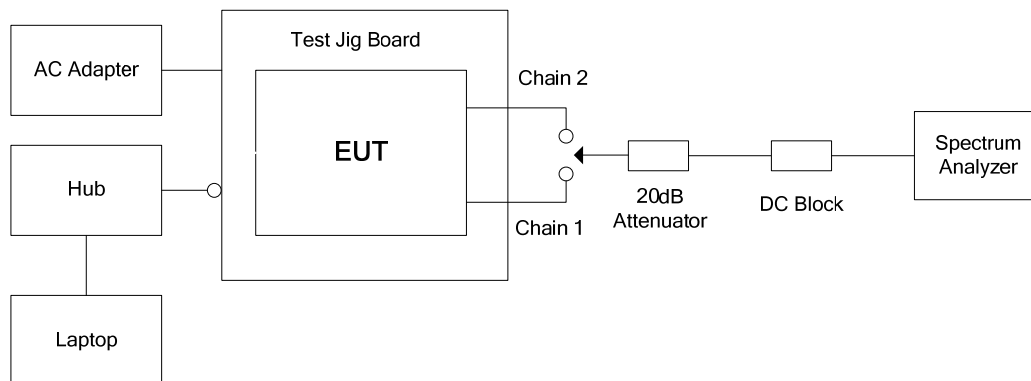 Test Jig Board
AC Adapter
EUT
Chain 2
Chain 1
Hub
Laptop
20dB
Attenuator
DC Block
Spectrum
Analyzer